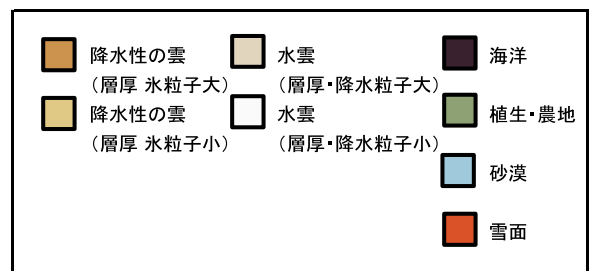 降水性の雲
（層厚 氷粒子大）
降水性の雲
（層厚 氷粒子小）
水雲
（層厚・降水粒子大）
水雲
（層厚・降水粒子小）
海洋
植生・農地
砂漠
雪面